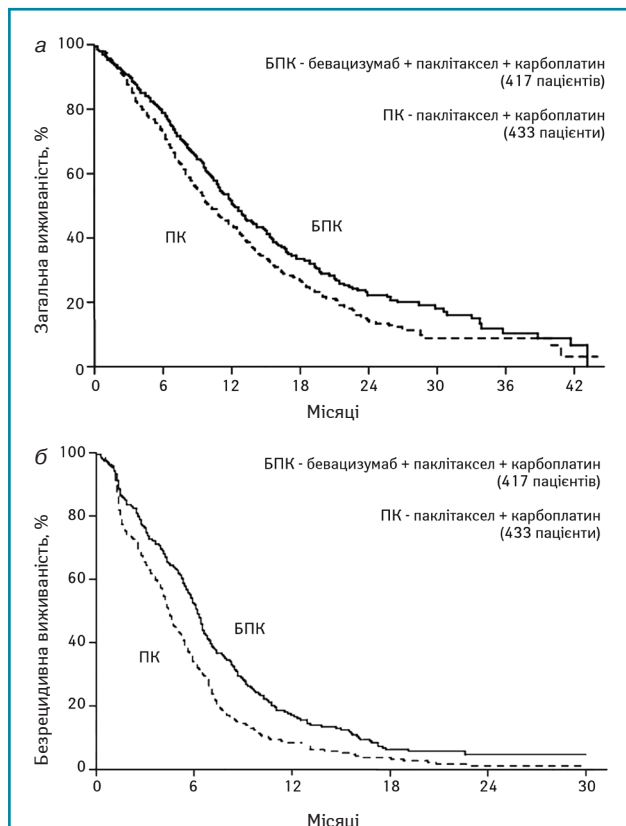 а
Загальна виживаність, %
100
80
60
40
20
0
БПК - бевацизумаб + паклітаксел + карбоплатин
(417 пацієнтів)
ПК - паклітаксел + карбоплатин
(433 пацієнти)
ПК
БПК
0 6 12 18 24 30 36 42
Місяці
б
Безрецидивна виживаність, %
100
80
60
40
20
0
БПК - бевацизумаб + паклітаксел + карбоплатин
(417 пацієнтів)
ПК - паклітаксел + карбоплатин
(433 пацієнти)
БПК
ПК
0 6 12 18 24 30
Місяці